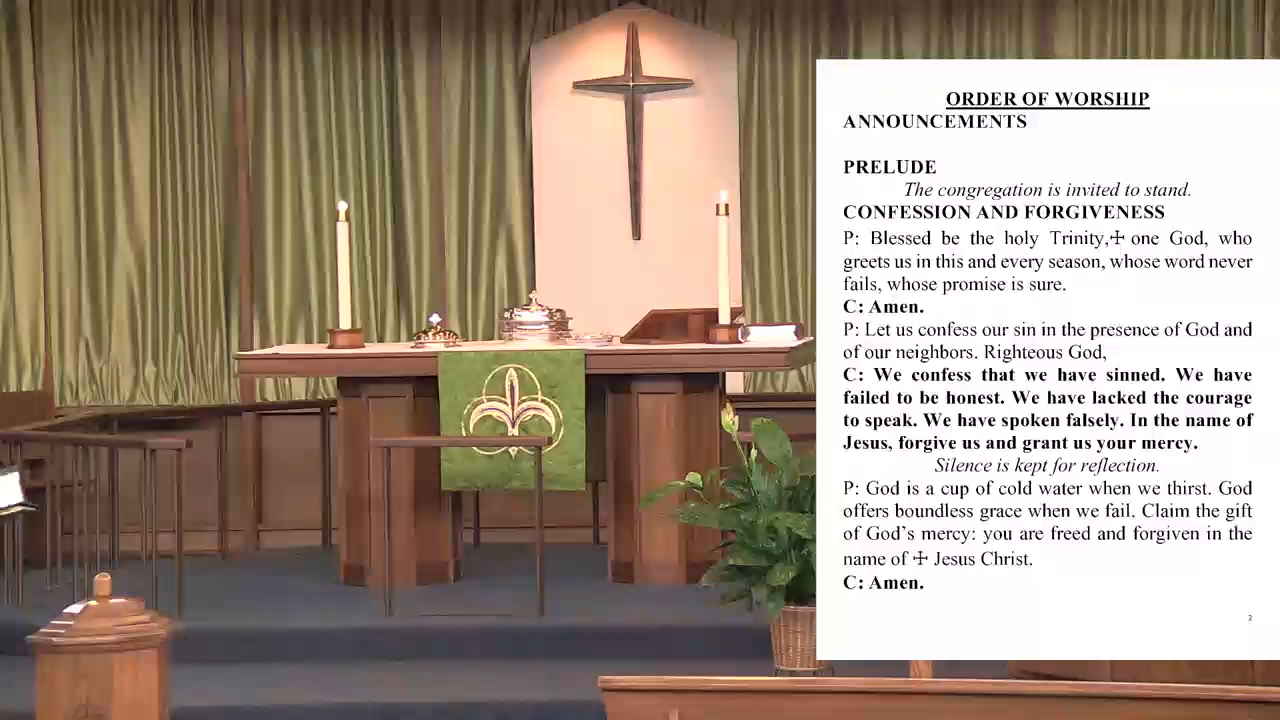 ORDER OF WORSHIP
ANNOUNCEMENTS
PRELUDE
The congregation is invited to stand.
CONFESSION AND FORGIVENESS
P: Blessed be the holy Trinity,☩ one God, who
greets us in this and every season, whose word never
fails, whose promise is sure.
C: Amen.
P: Let us confess our sin in the presence of God and
of our neighbors. Righteous God,
C: We confess that we have sinned. We have
failed to be honest. We have lacked the courage
to speak. We have spoken falsely. In the name of
Jesus, forgive us and grant us your mercy.
Silence is kept for reflection.
P: God is a cup of cold water when we thirst. God
offers boundless grace when we fail. Claim the gift
of God’s mercy: you are freed and forgiven in the
name of ☩ Jesus Christ.
C: Amen.
2